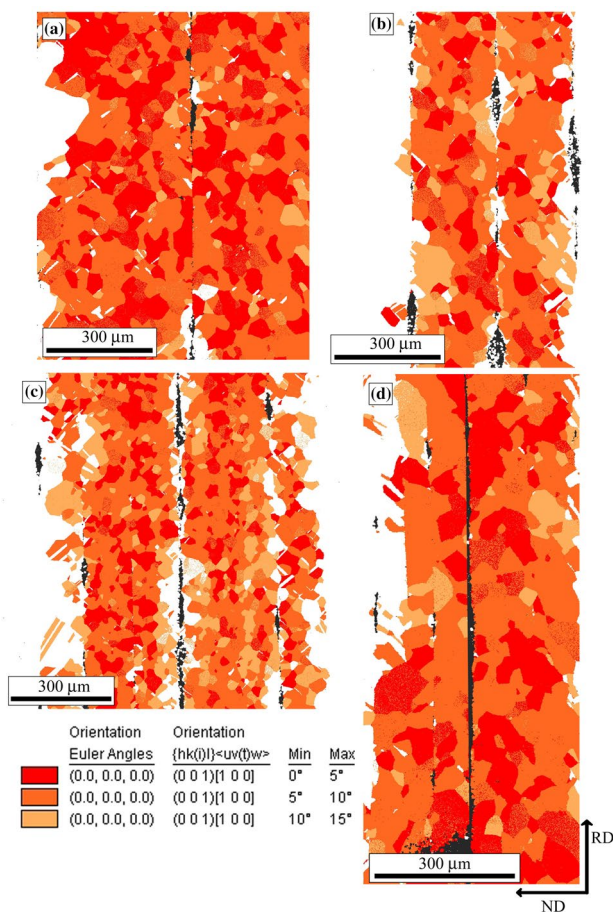 (a)
(b)
300 µm
300 µm
(c)
(d)
300 µm
Orientation Orientation
Euler Angles {hk(i)l}<uv(t)w> Min Max
(0.0, 0.0, 0.0) (0 0 1)[1 0 0] 0° 5°
(0.0, 0.0, 0.0) (0 0 1)[1 0 0] 5° 10°
(0.0, 0.0, 0.0) (0 0 1)[1 0 0] 10° 15°
300 µm
RD
ND